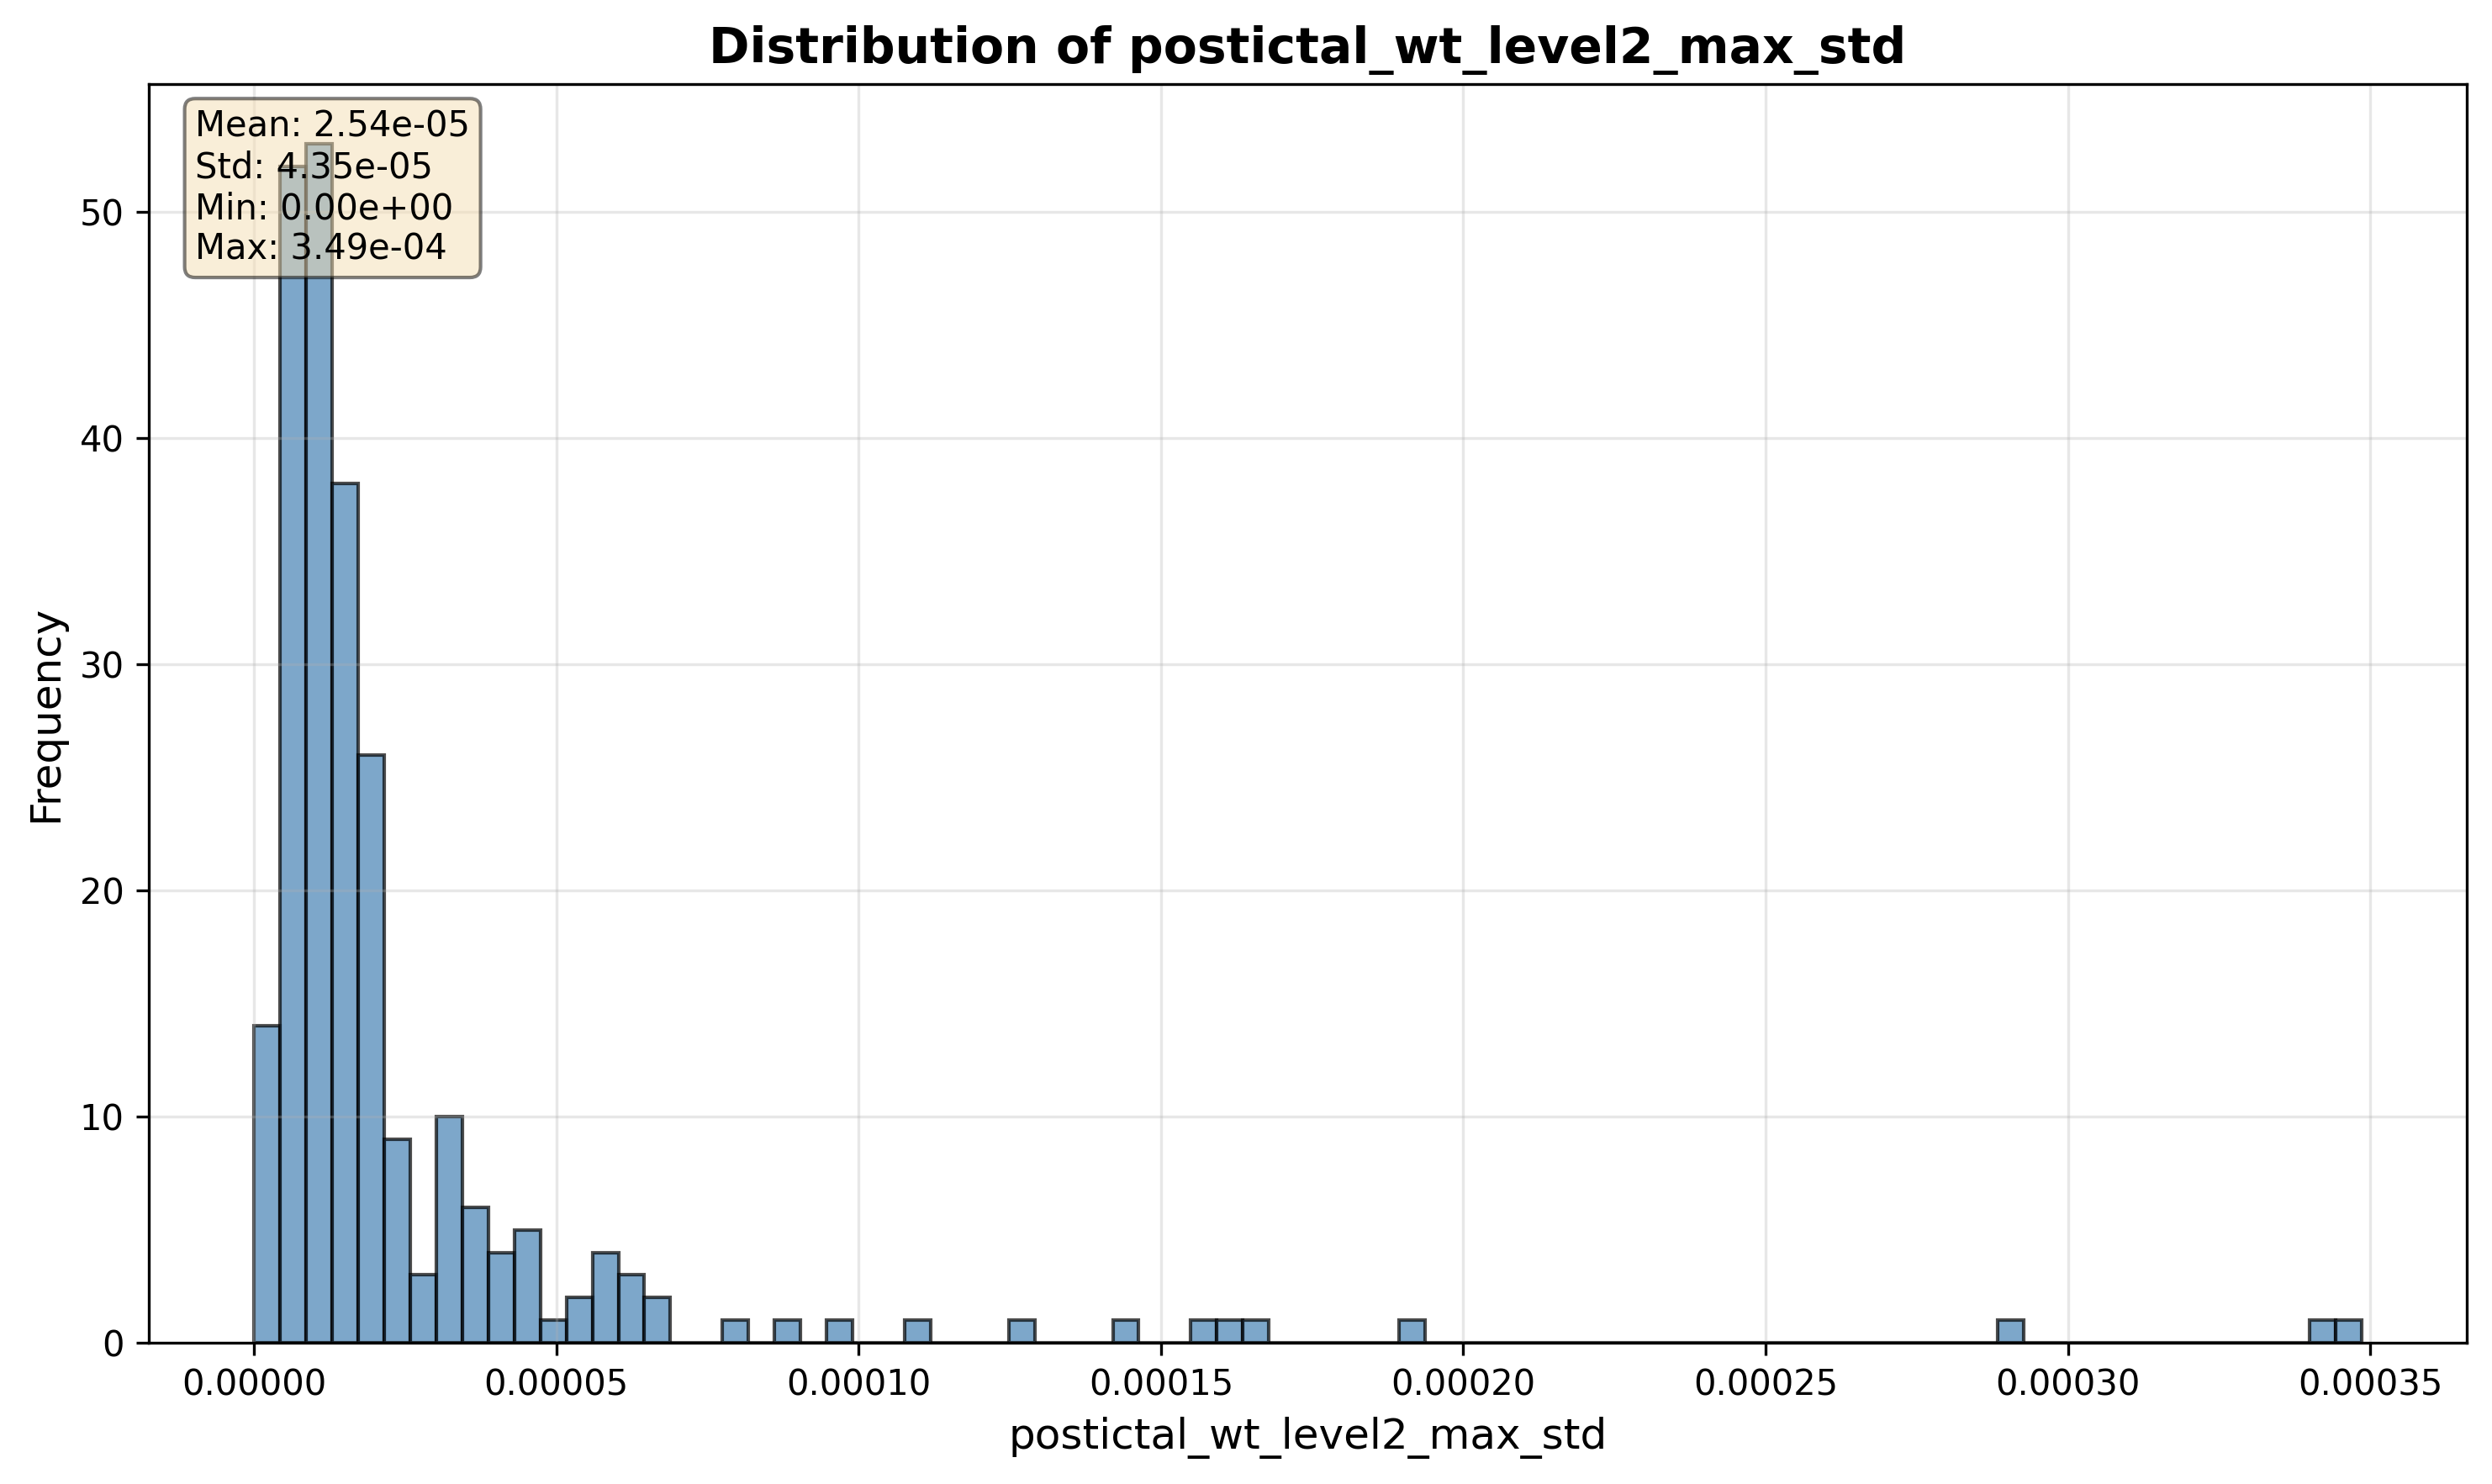 Distribution of postictal_wt_level2_max_std
Mean: 2.54e-05
Std: 4.35e-05
Min: 0.00e+00
Max: 3.49e-04
Frequency
50
40
30
20
10
0
0.00000 0.00005 0.00010 0.00015 0.00020 0.00025 0.00030 0.00035
postictal_wt_level2_max_std